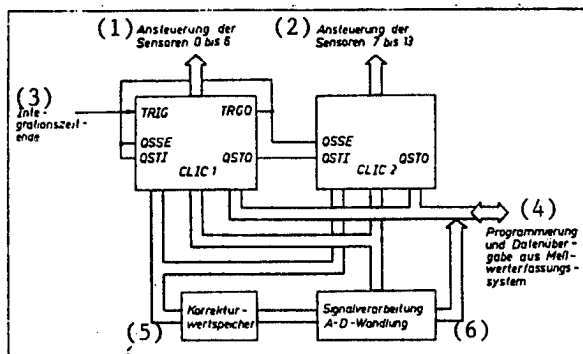 (1) Ansteuerung der
Sensoren 0 bis 6
(2) Ansteuerung der
Sensoren 7 bis 13
(3)
Inte-
grationszeit-
ende
TRIG TRGO
QSSE
QSTI QSTO
CLIC 1
QSSE
QSTI QSTO
CLIC 2
(4)
Programmierung
und Datenüber-
gabe aus Meß-
werterfassungs-
system
(5) Korrektur-
wertspeicher
Signalverarbeitung
A-D-Wandlung (6)